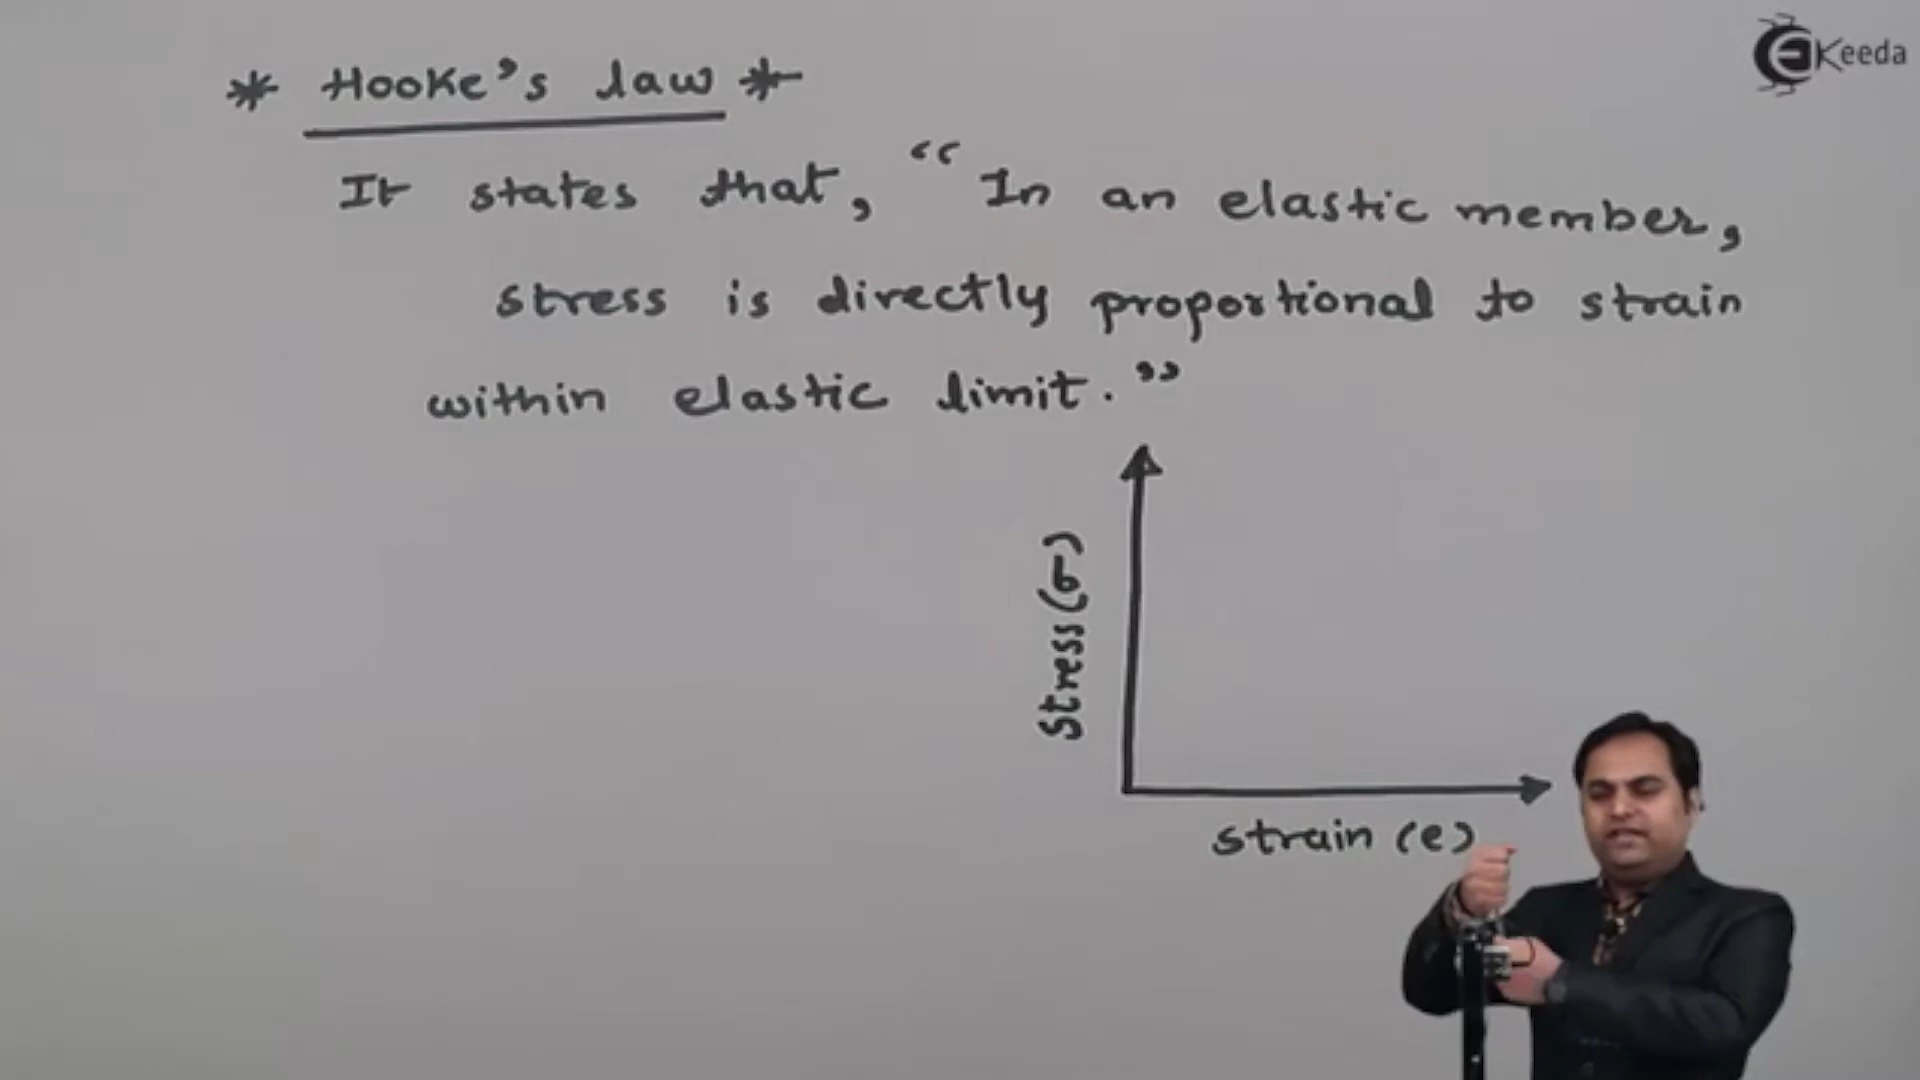 * Hooke's law *
Keeda
It states that, "In an elastic member,
stress is directly proportional to strain
within elastic limit."
Stress (σ)
strain (e)